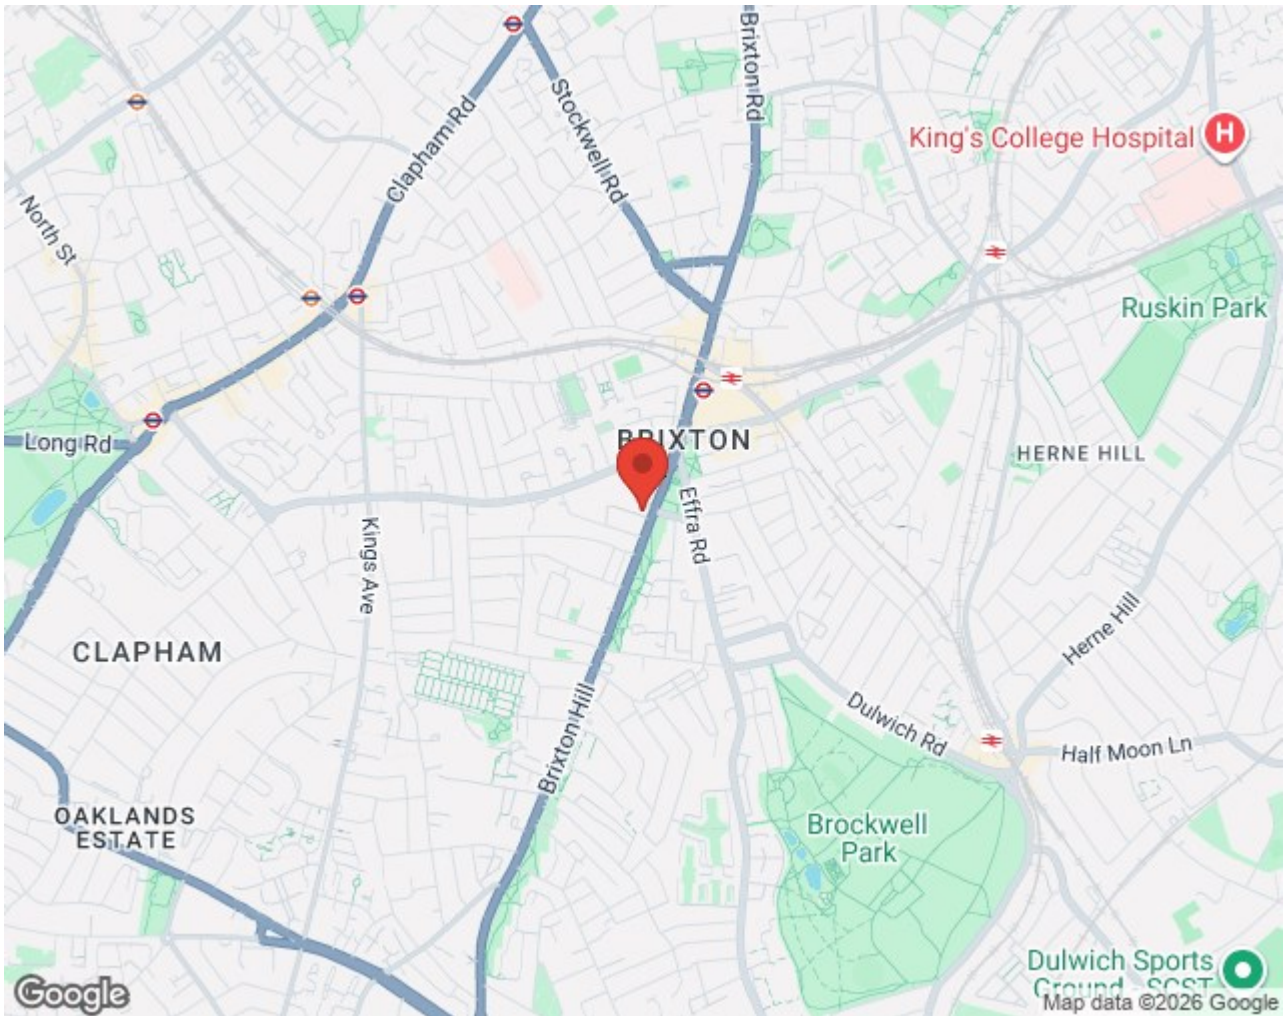 Brixton Rd
Stockwell Rd
Clapham Rd
King's College Hospital
H
North St
Ruskin Park
Long Rd
BRIXTON
HERNE HILL
Effra Rd
Kings Ave
Herne Hill
CLAPHAM
Dulwich Rd
Brixton Hill
Half Moon Ln
OAKLANDS
ESTATE
Brockwell
Park
Dulwich Sports
Ground - SCST
Google
Map data ©2026 Google